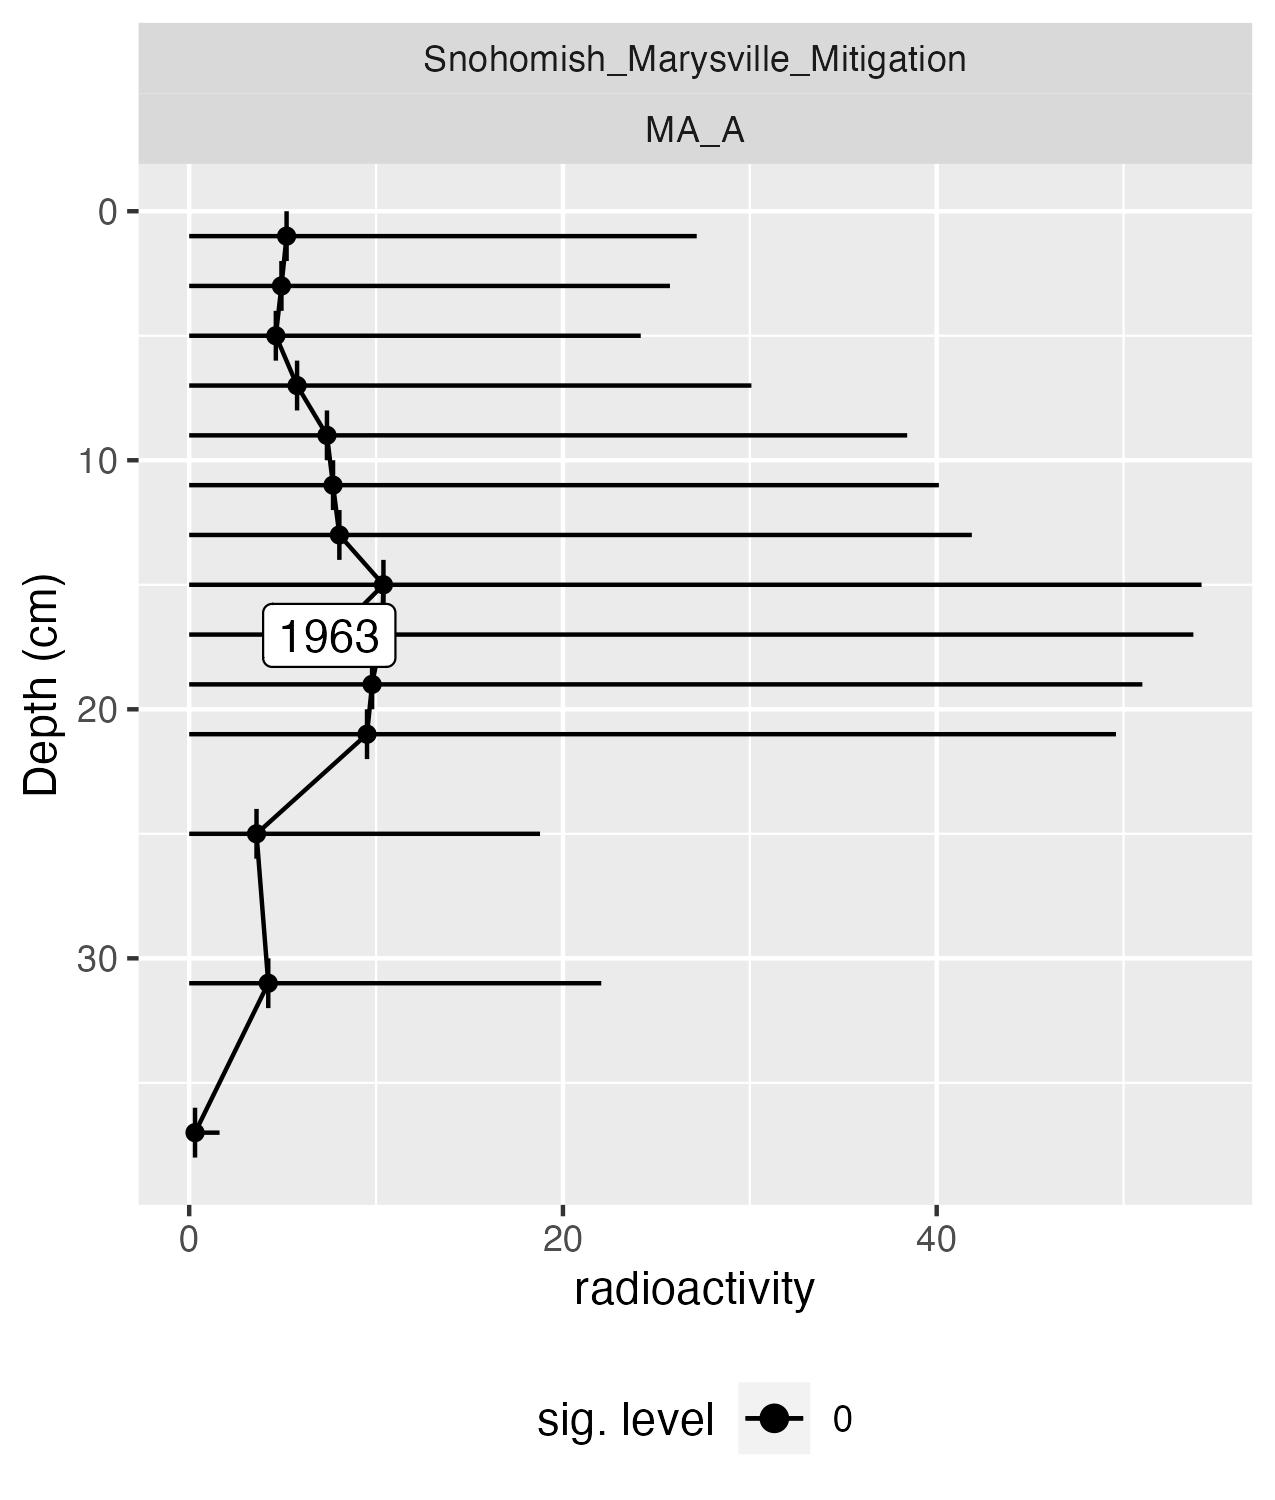 Snohomish_Marysville_Mitigation
MA_A
0
10
20
30
Depth (cm)
1963
0 20 40
radioactivity
sig. level 0